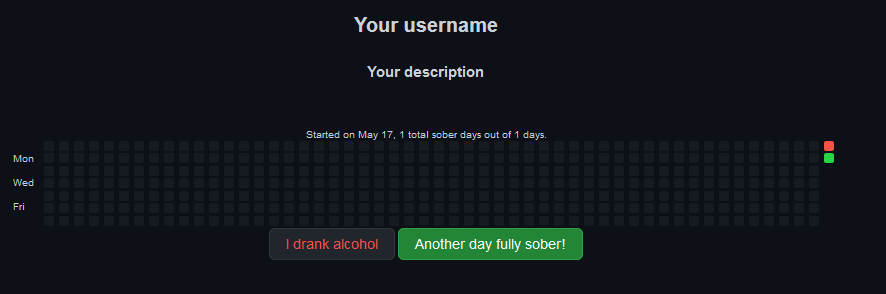 Your username
Your description
Started on May 17, 1 total sober days out of 1 days.
Mon
Wed
Fri
I drank alcohol
Another day fully sober!